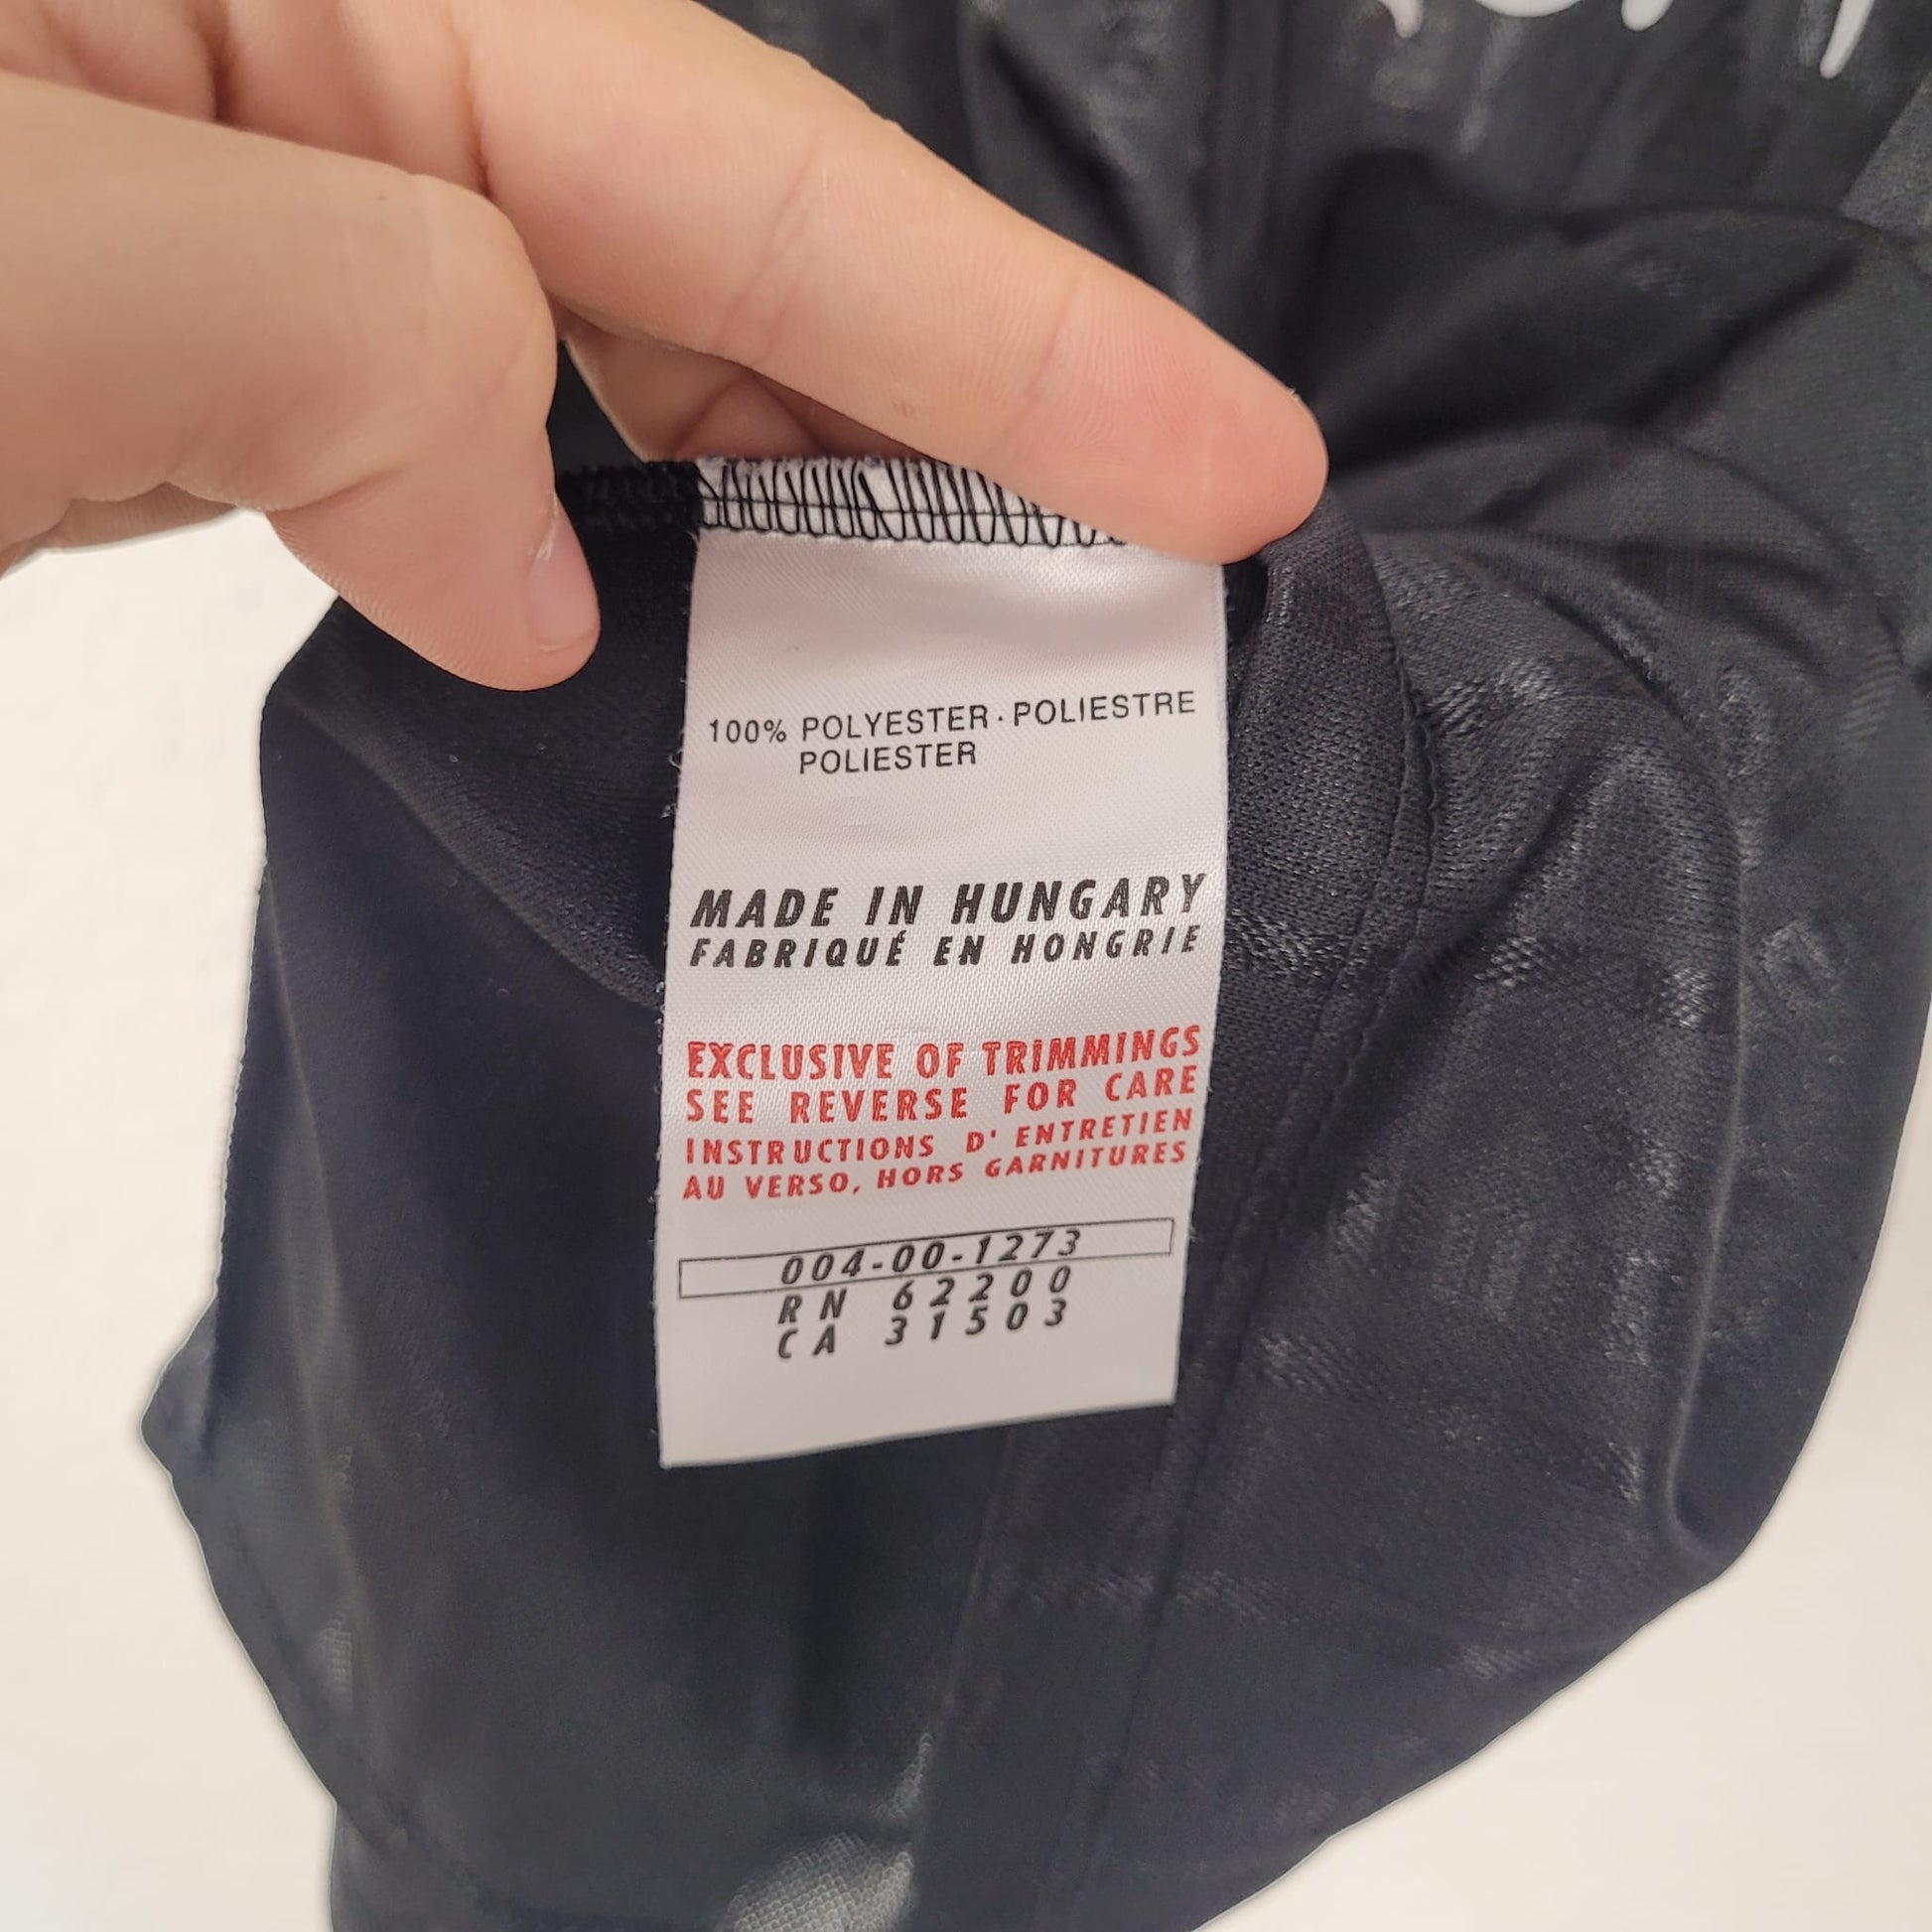 100% POLYESTER · POLIESTRE
POLIESTER
MADE IN HUNGARY
FABRIQUÉ EN HONGRIE
EXCLUSIVE OF TRIMMINGS
SEE REVERSE FOR CARE
INSTRUCTIONS D' ENTRETIEN
AU VERSO, HORS GARNITURES
004-00-1273
RN 62200
CA 31503